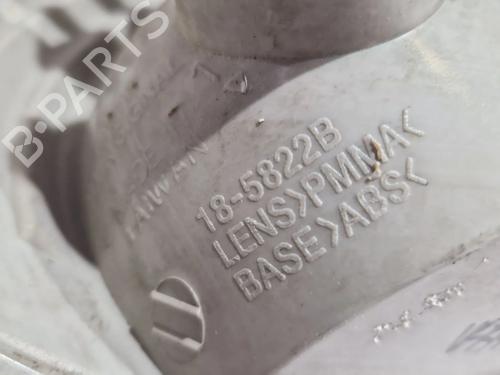 B-PARTS
TAIWAN
18-5822B
LENS>PMMA<
BASE>ABS<